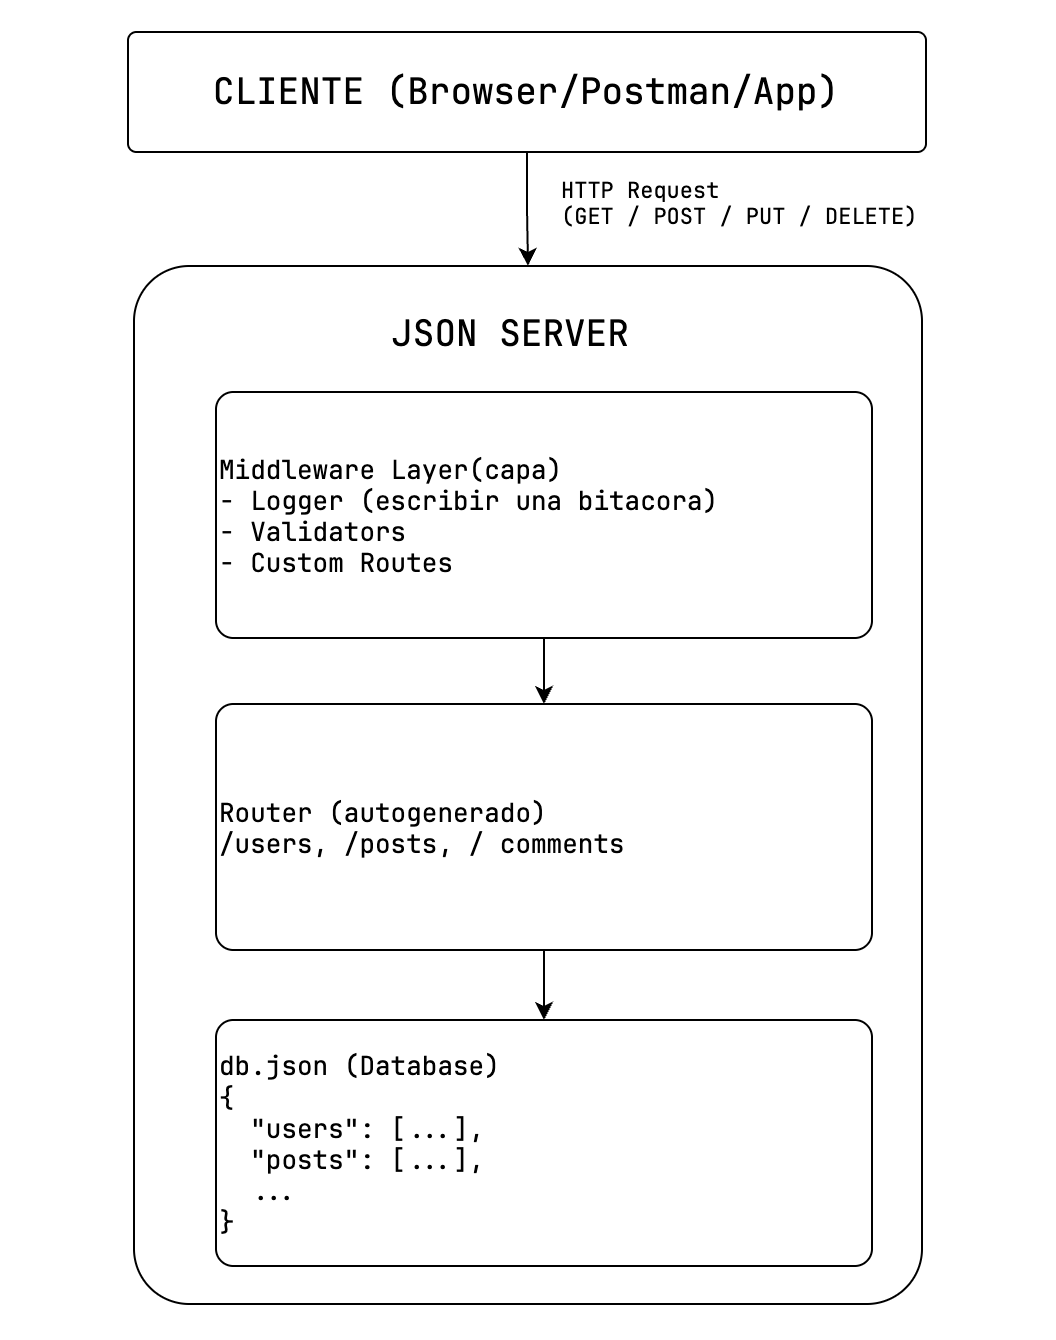 CLIENTE (Browser/Postman/App)
HTTP Request
(GET / POST / PUT / DELETE)
JSON SERVER
Middleware Layer(capa)
- Logger (escribir una bitacora)
- Validators
- Custom Routes
Router (autogenerado)
/users, /posts, / comments
db.json (Database)
{
  "users": [...],
  "posts": [...],
  ...
}